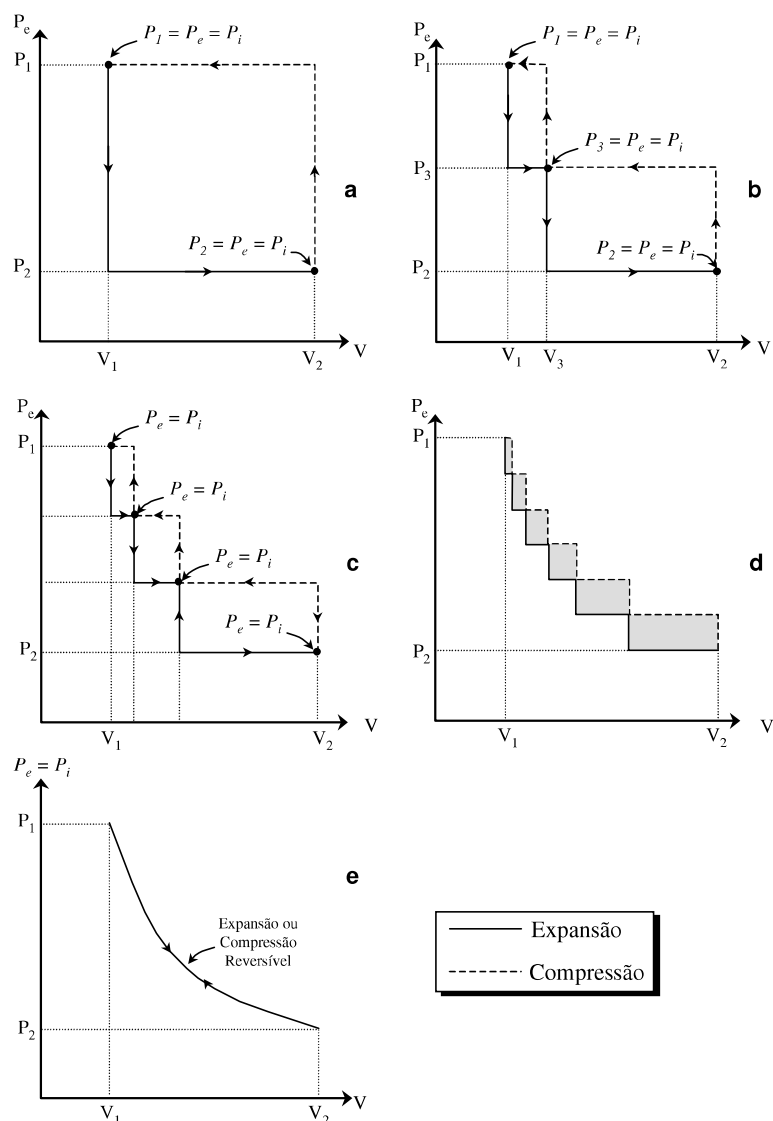 Pₑ
P₁ = Pₑ = Pᵢ
P₁
a
P₂ = Pₑ = Pᵢ
P₂
V₁
V₂
V
Pₑ
P₁ = Pₑ = Pᵢ
P₁
P₃ = Pₑ = Pᵢ
P₃
b
P₂ = Pₑ = Pᵢ
P₂
V₁
V₃
V₂
V
Pₑ
Pₑ = Pᵢ
P₁
Pₑ = Pᵢ
Pₑ = Pᵢ
c
Pₑ = Pᵢ
P₂
V₁
V₂
V
Pₑ
P₁
d
P₂
V₁
V₂
V
Pₑ = Pᵢ
P₁
e
Expansão ou
Compressão
Reversível
P₂
V₁
V₂
V
Expansão
Compressão